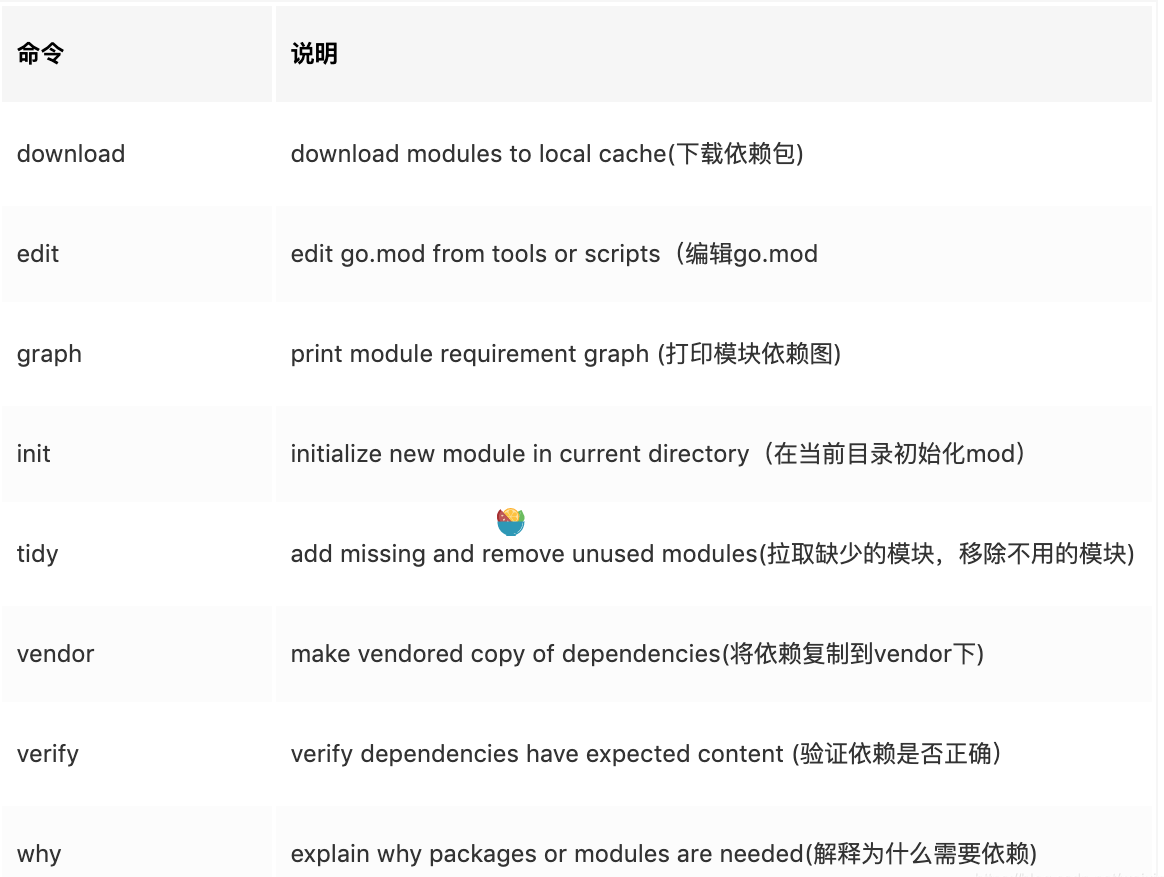 命令 说明
download download modules to local cache(下载依赖包)
edit edit go.mod from tools or scripts（编辑go.mod
graph print module requirement graph (打印模块依赖图)
init initialize new module in current directory（在当前目录初始化mod）
tidy add missing and remove unused modules(拉取缺少的模块，移除不用的模块)
vendor make vendored copy of dependencies(将依赖复制到vendor下)
verify verify dependencies have expected content (验证依赖是否正确）
why explain why packages or modules are needed(解释为什么需要依赖)